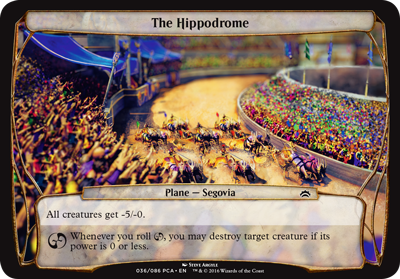 The Hippodrome
Plane — Segovia
All creatures get -5/-0.
Whenever you roll , you may destroy target creature if its
power is 0 or less.
Steve Argyle
036/086 PCA • EN ™ & © 2016 Wizards of the Coast